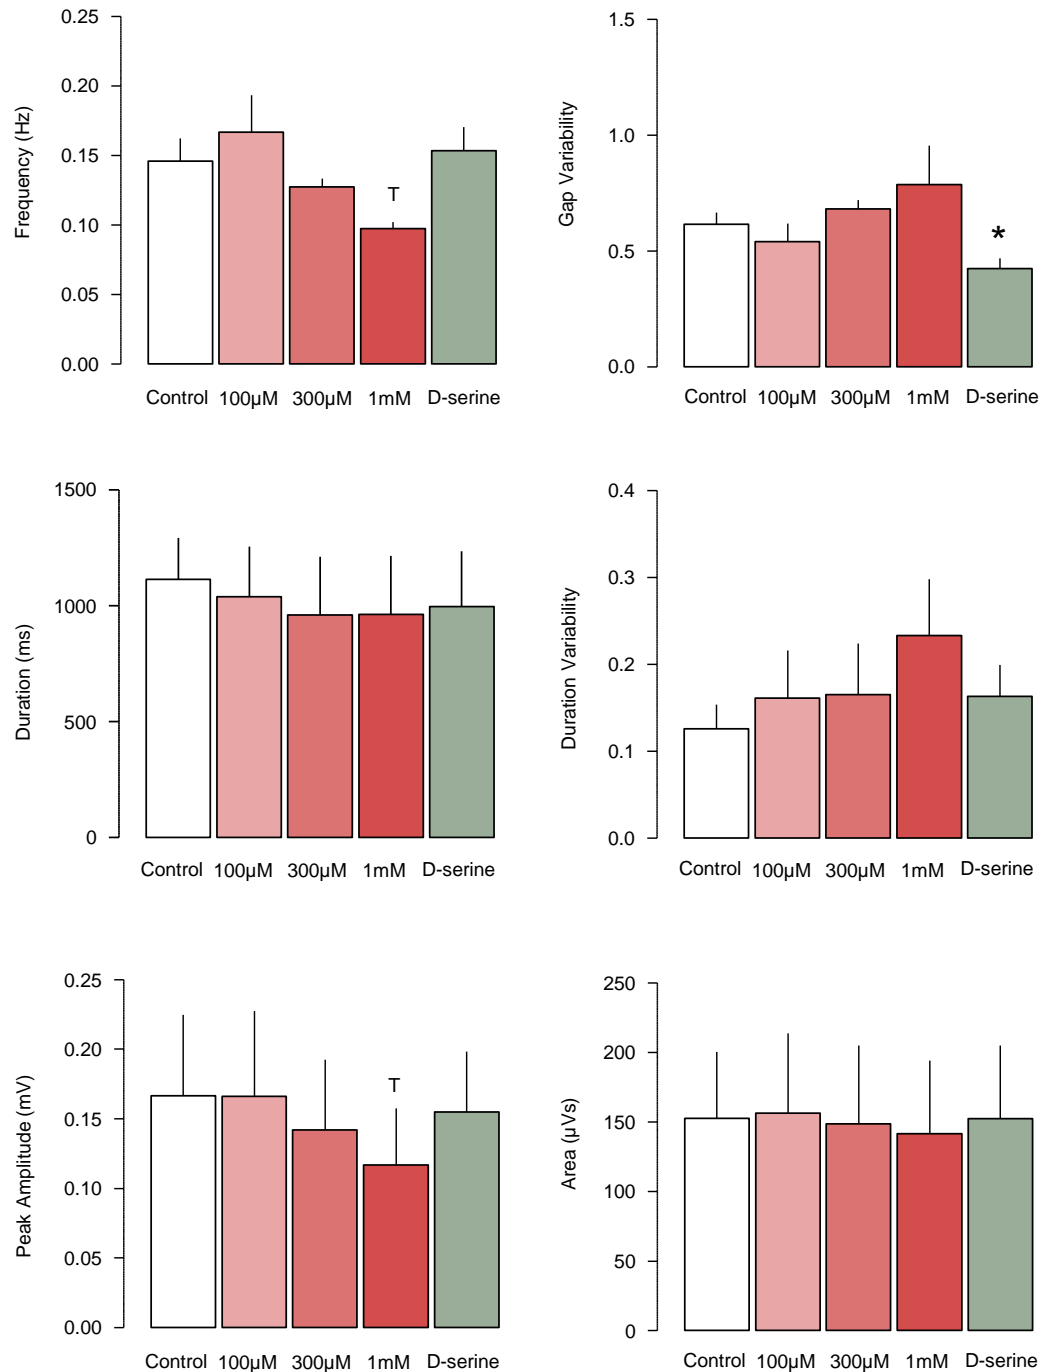 Frequency (Hz)
0.25
0.20
0.15
0.10
0.05
0.00
T
Control 100µM 300µM 1mM D-serine
Gap Variability
1.5
1.0
0.5
0.0
*
Control 100µM 300µM 1mM D-serine
Duration (ms)
1500
1000
500
0
Control 100µM 300µM 1mM D-serine
Duration Variability
0.4
0.3
0.2
0.1
0.0
Control 100µM 300µM 1mM D-serine
Peak Amplitude (mV)
0.25
0.20
0.15
0.10
0.05
0.00
T
Control 100µM 300µM 1mM D-serine
Area (µVs)
250
200
150
100
50
0
Control 100µM 300µM 1mM D-serine